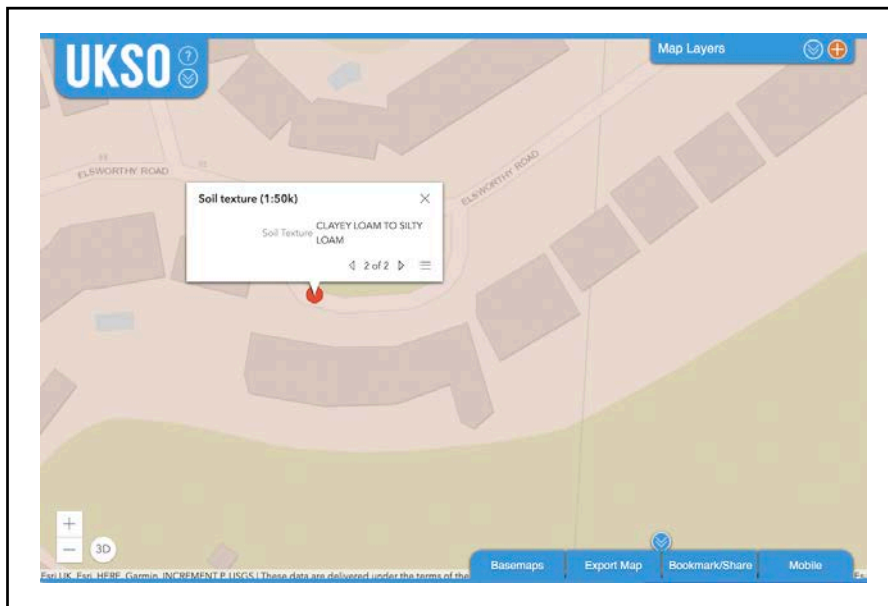 UKSO
?
Map Layers
ELSWORTHY ROAD
ELSWORTHY ROAD
Soil texture (1:50k)
Soil Texture CLAYEY LOAM TO SILTY
LOAM
2 of 2
+
−
3D
Basemaps
Export Map
Bookmark/Share
Mobile
Esri UK, Esri, HERE, Garmin, INCREMENT P, USGS | These data are delivered under the terms of the
Es